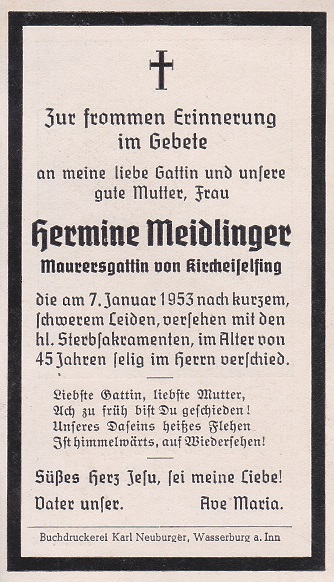 Zur frommen Erinnerung
im Gebete
an meine liebe Gattin und unsere
gute Mutter, Frau
Hermine Meidlinger
Maurersgattin von Kircheiselfing
die am 7. Januar 1953 nach kurzem,
schwerem Leiden, versehen mit den
hl. Sterbsakramenten, im Alter von
45 Jahren selig im Herrn verschied.
Liebste Gattin, liebste Mutter,
Ach zu früh bist Du geschieden!
Unseres Daseins heißes Flehen
Ist himmelwärts, auf Wiedersehen!
Süßes Herz Jesu, sei meine Liebe!
Vater unser. Ave Maria.
Buchdruckerei Karl Neuburger, Wasserburg a. Inn